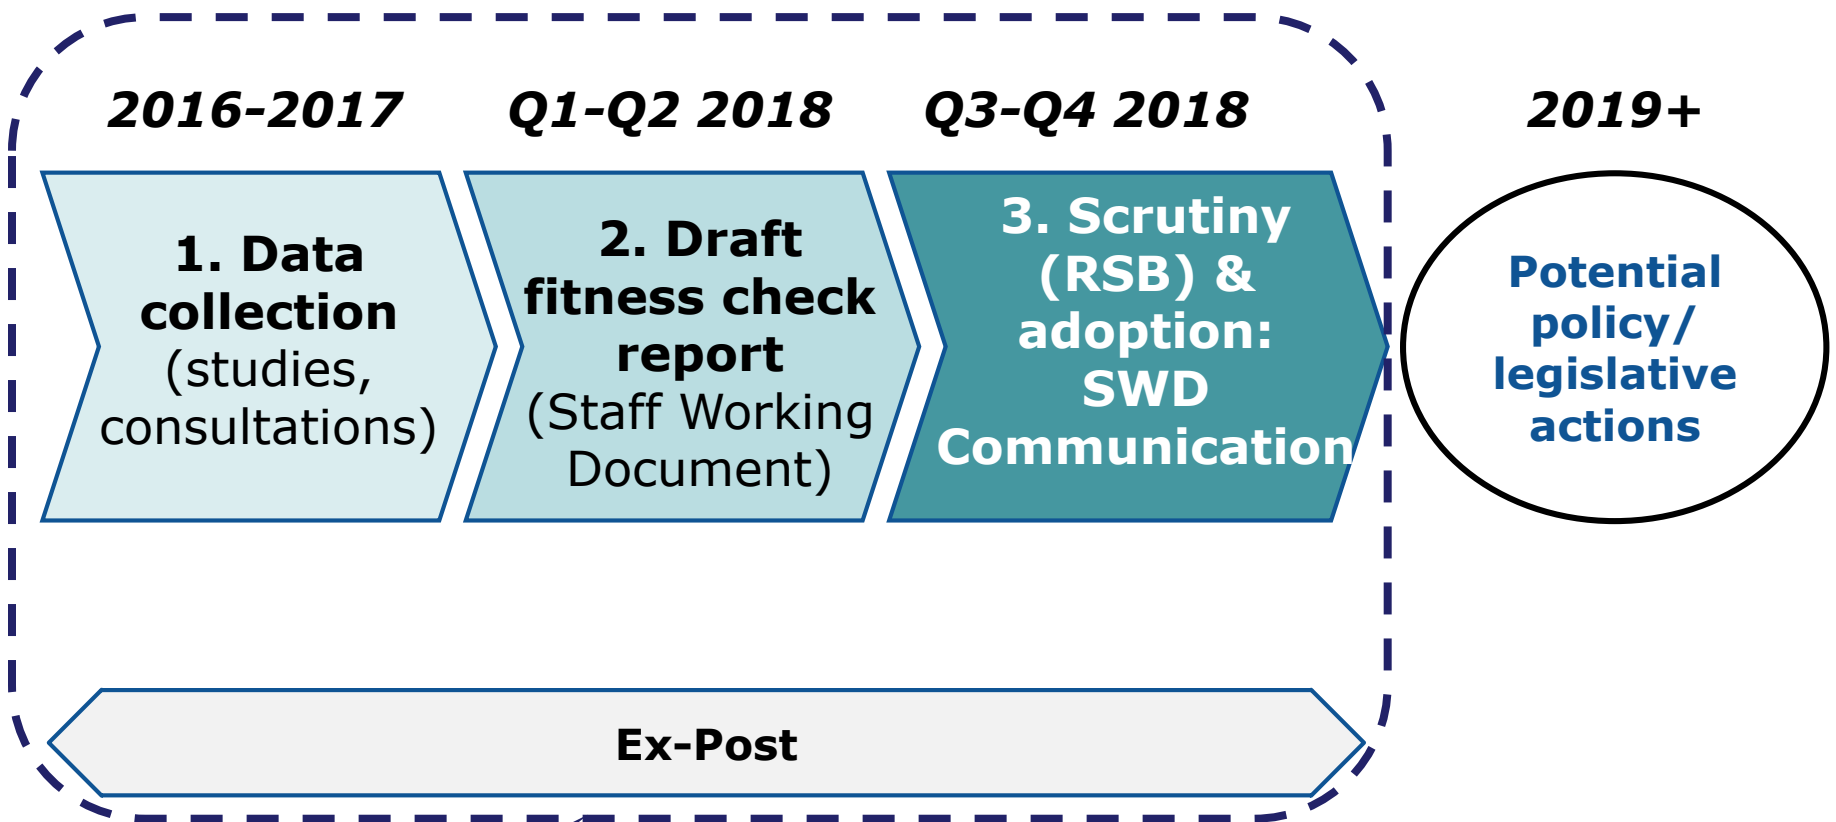 2016-2017
Q1-Q2 2018
Q3-Q4 2018
2019+
1. Data
collection
(studies,
consultations)
2. Draft
fitness check
report
(Staff Working
Document)
3. Scrutiny
(RSB) &
adoption:
SWD
Communication
Potential
policy/
legislative
actions
Ex-Post